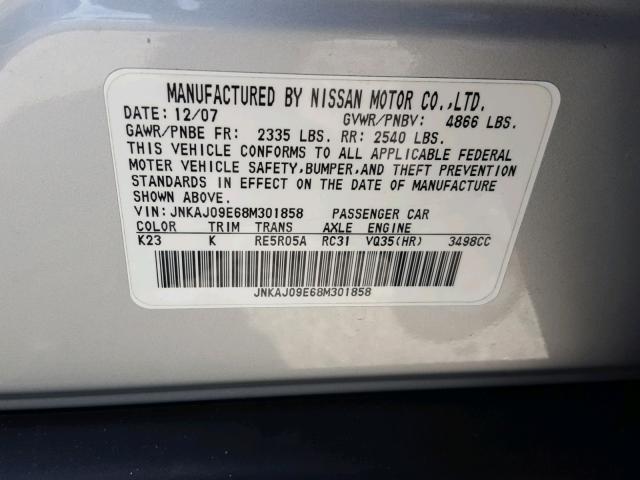 MANUFACTURED BY NISSAN MOTOR CO.,LTD.
DATE: 12/07 GVWR/PNBV: 4866 LBS.
GAWR/PNBE FR: 2335 LBS. RR: 2540 LBS.
THIS VEHICLE CONFORMS TO ALL APPLICABLE FEDERAL
MOTOR VEHICLE SAFETY,BUMPER,AND THEFT PREVENTION
STANDARDS IN EFFECT ON THE DATE OF MANUFACTURE
SHOWN ABOVE.
VIN: JNKAJ09E68M301858 PASSENGER CAR
COLOR TRIM TRANS AXLE ENGINE
K23 K RE5R05A RC31 VQ35(HR) 3498CC
JNKAJ09E68M301858